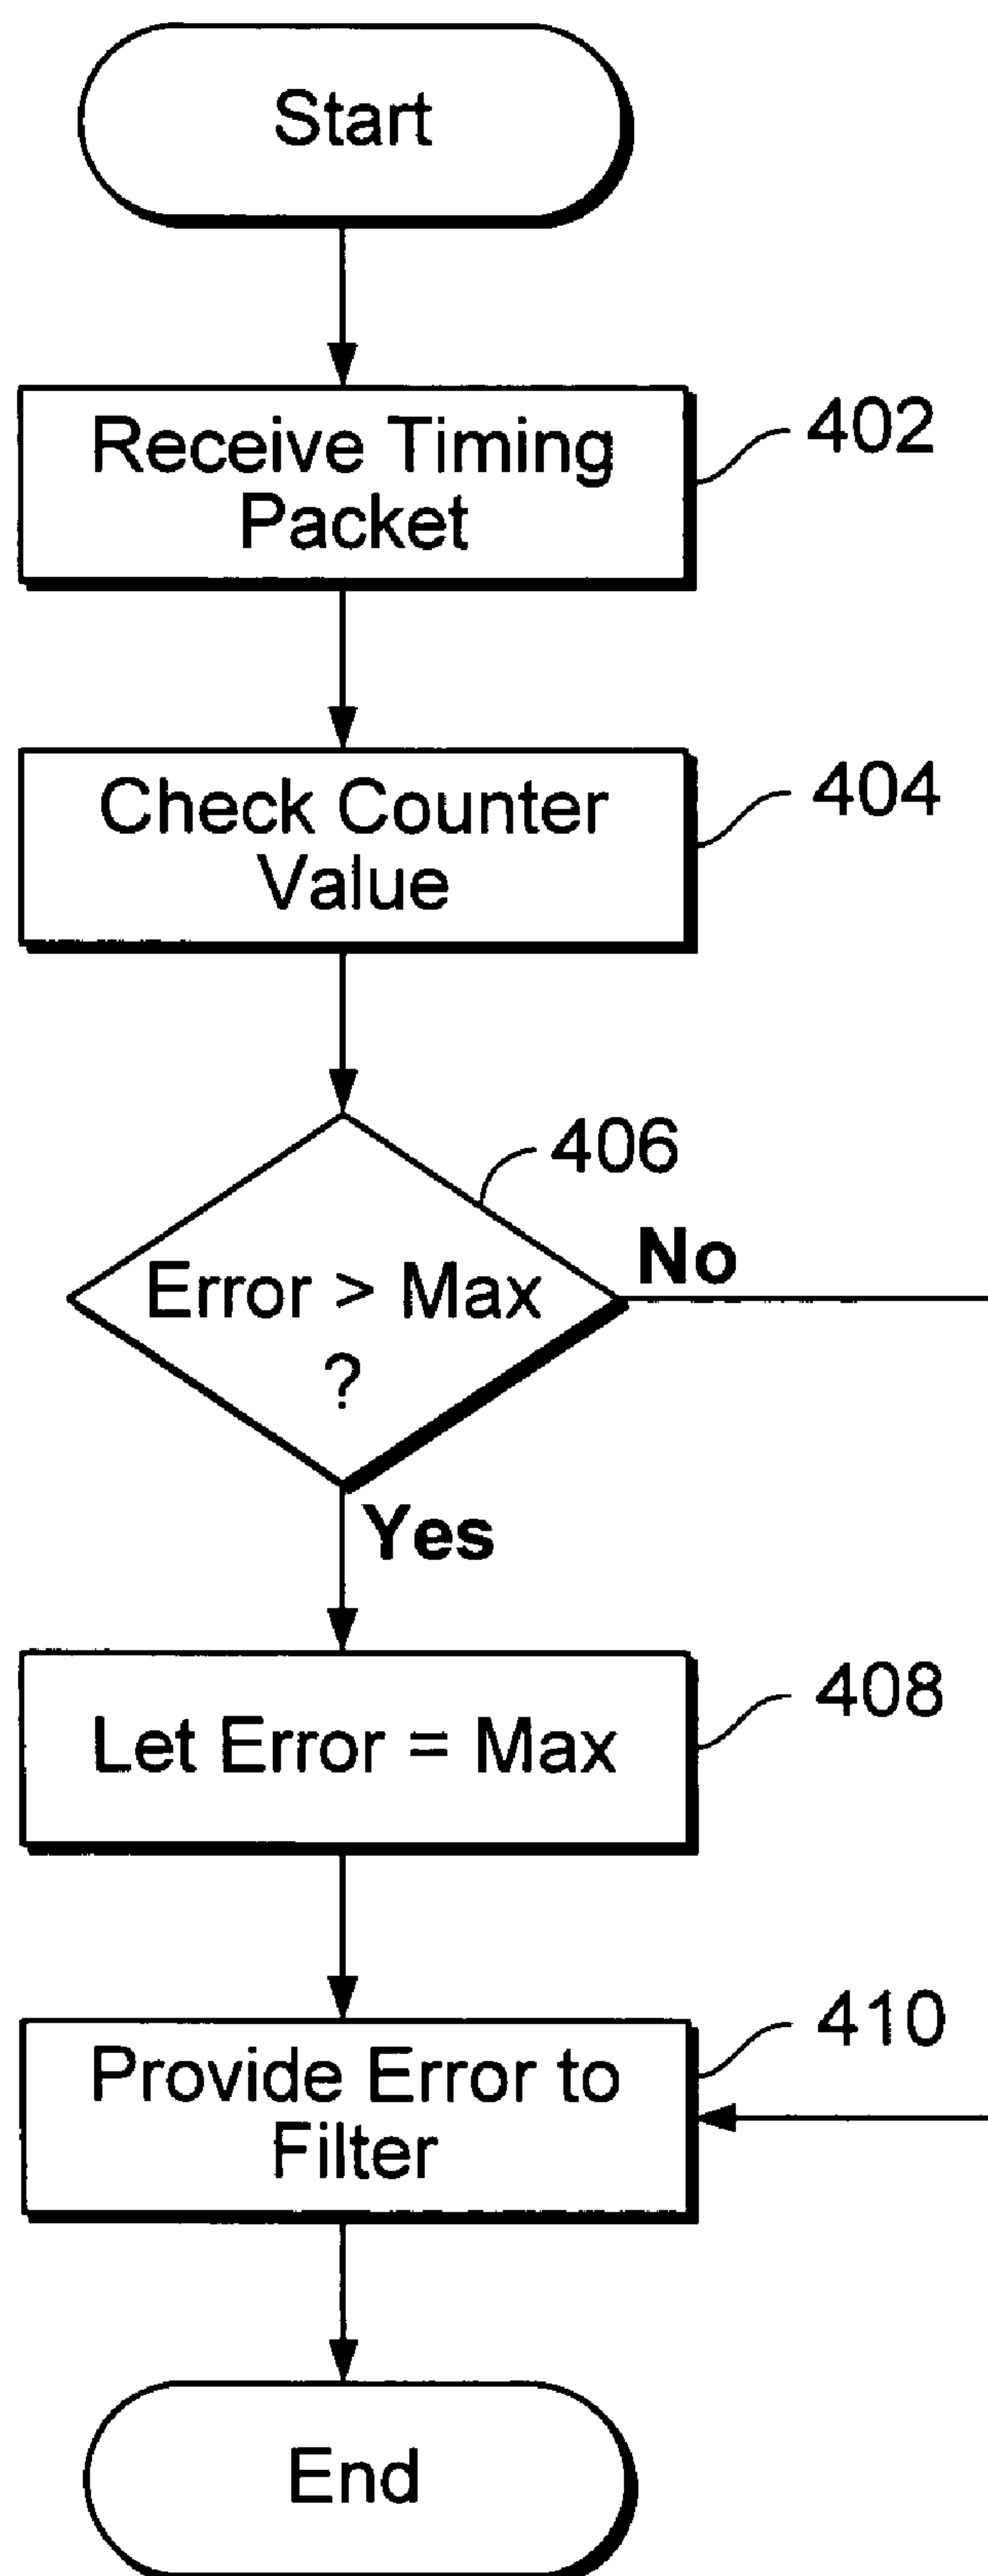 Start
Receive Timing
Packet
402
Check Counter
Value
404
406
Error > Max
?
No
Yes
Let Error = Max
408
Provide Error to
Filter
410
End